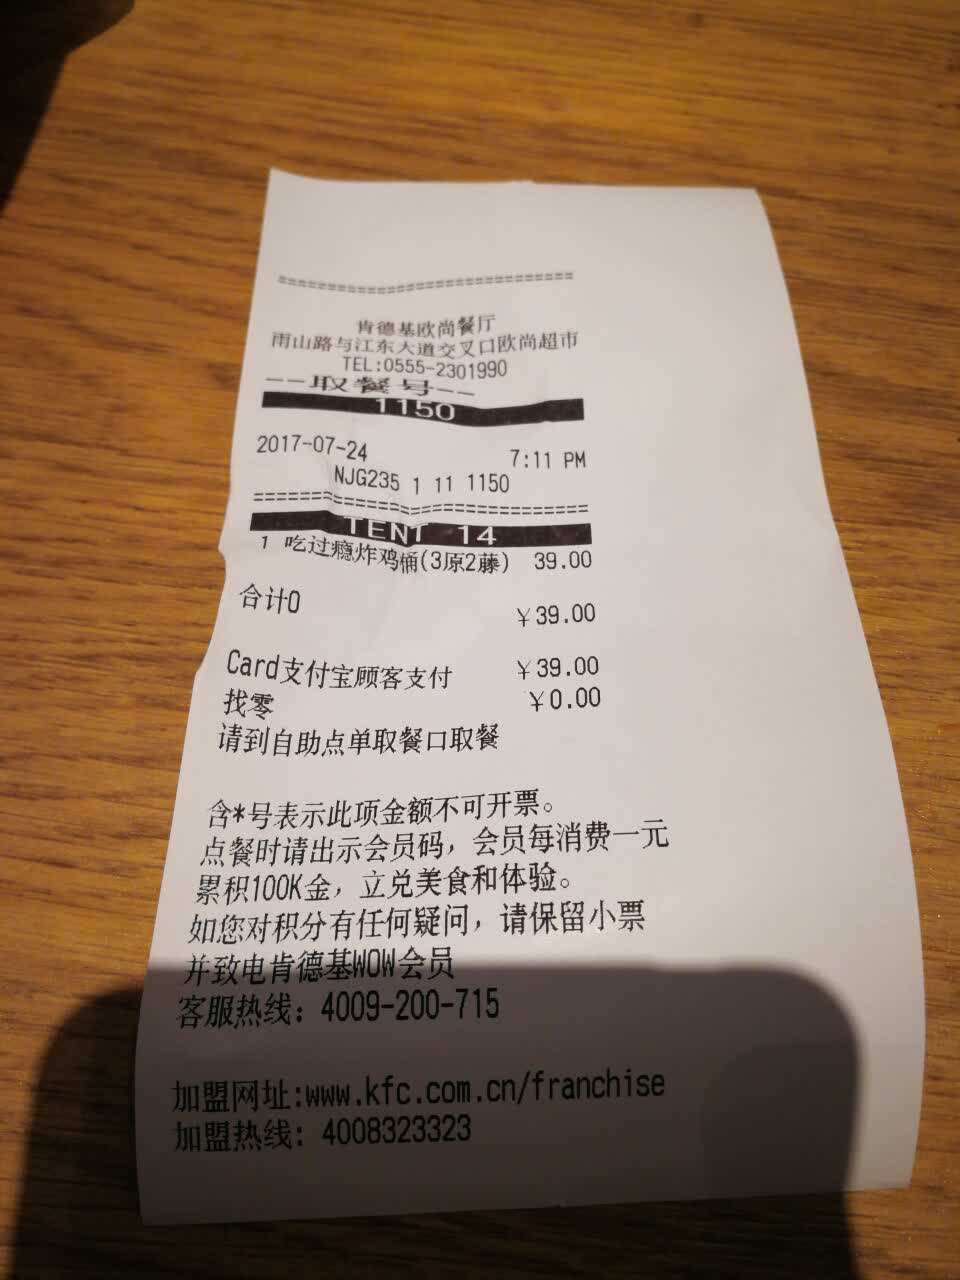 ==============================
肯德基欧尚餐厅
雨山路与江东大道交叉口欧尚超市
TEL:0555-2301990
--取餐号--
1150
2017-07-24 7:11 PM
NJG235 1 11 1150
==============================
TENT 14
1 吃过瘾炸鸡桶(3原2藤) 39.00
合计0 ￥39.00
Card支付宝顾客支付 ￥39.00
找零 ￥0.00
请到自助点单取餐口取餐
含*号表示此项金额不可开票。
点餐时请出示会员码，会员每消费一元
累积100K金，立兑美食和体验。
如您对积分有任何疑问，请保留小票
并致电肯德基WOW会员
客服热线：4009-200-715
加盟网址:www.kfc.com.cn/franchise
加盟热线: 4008323323